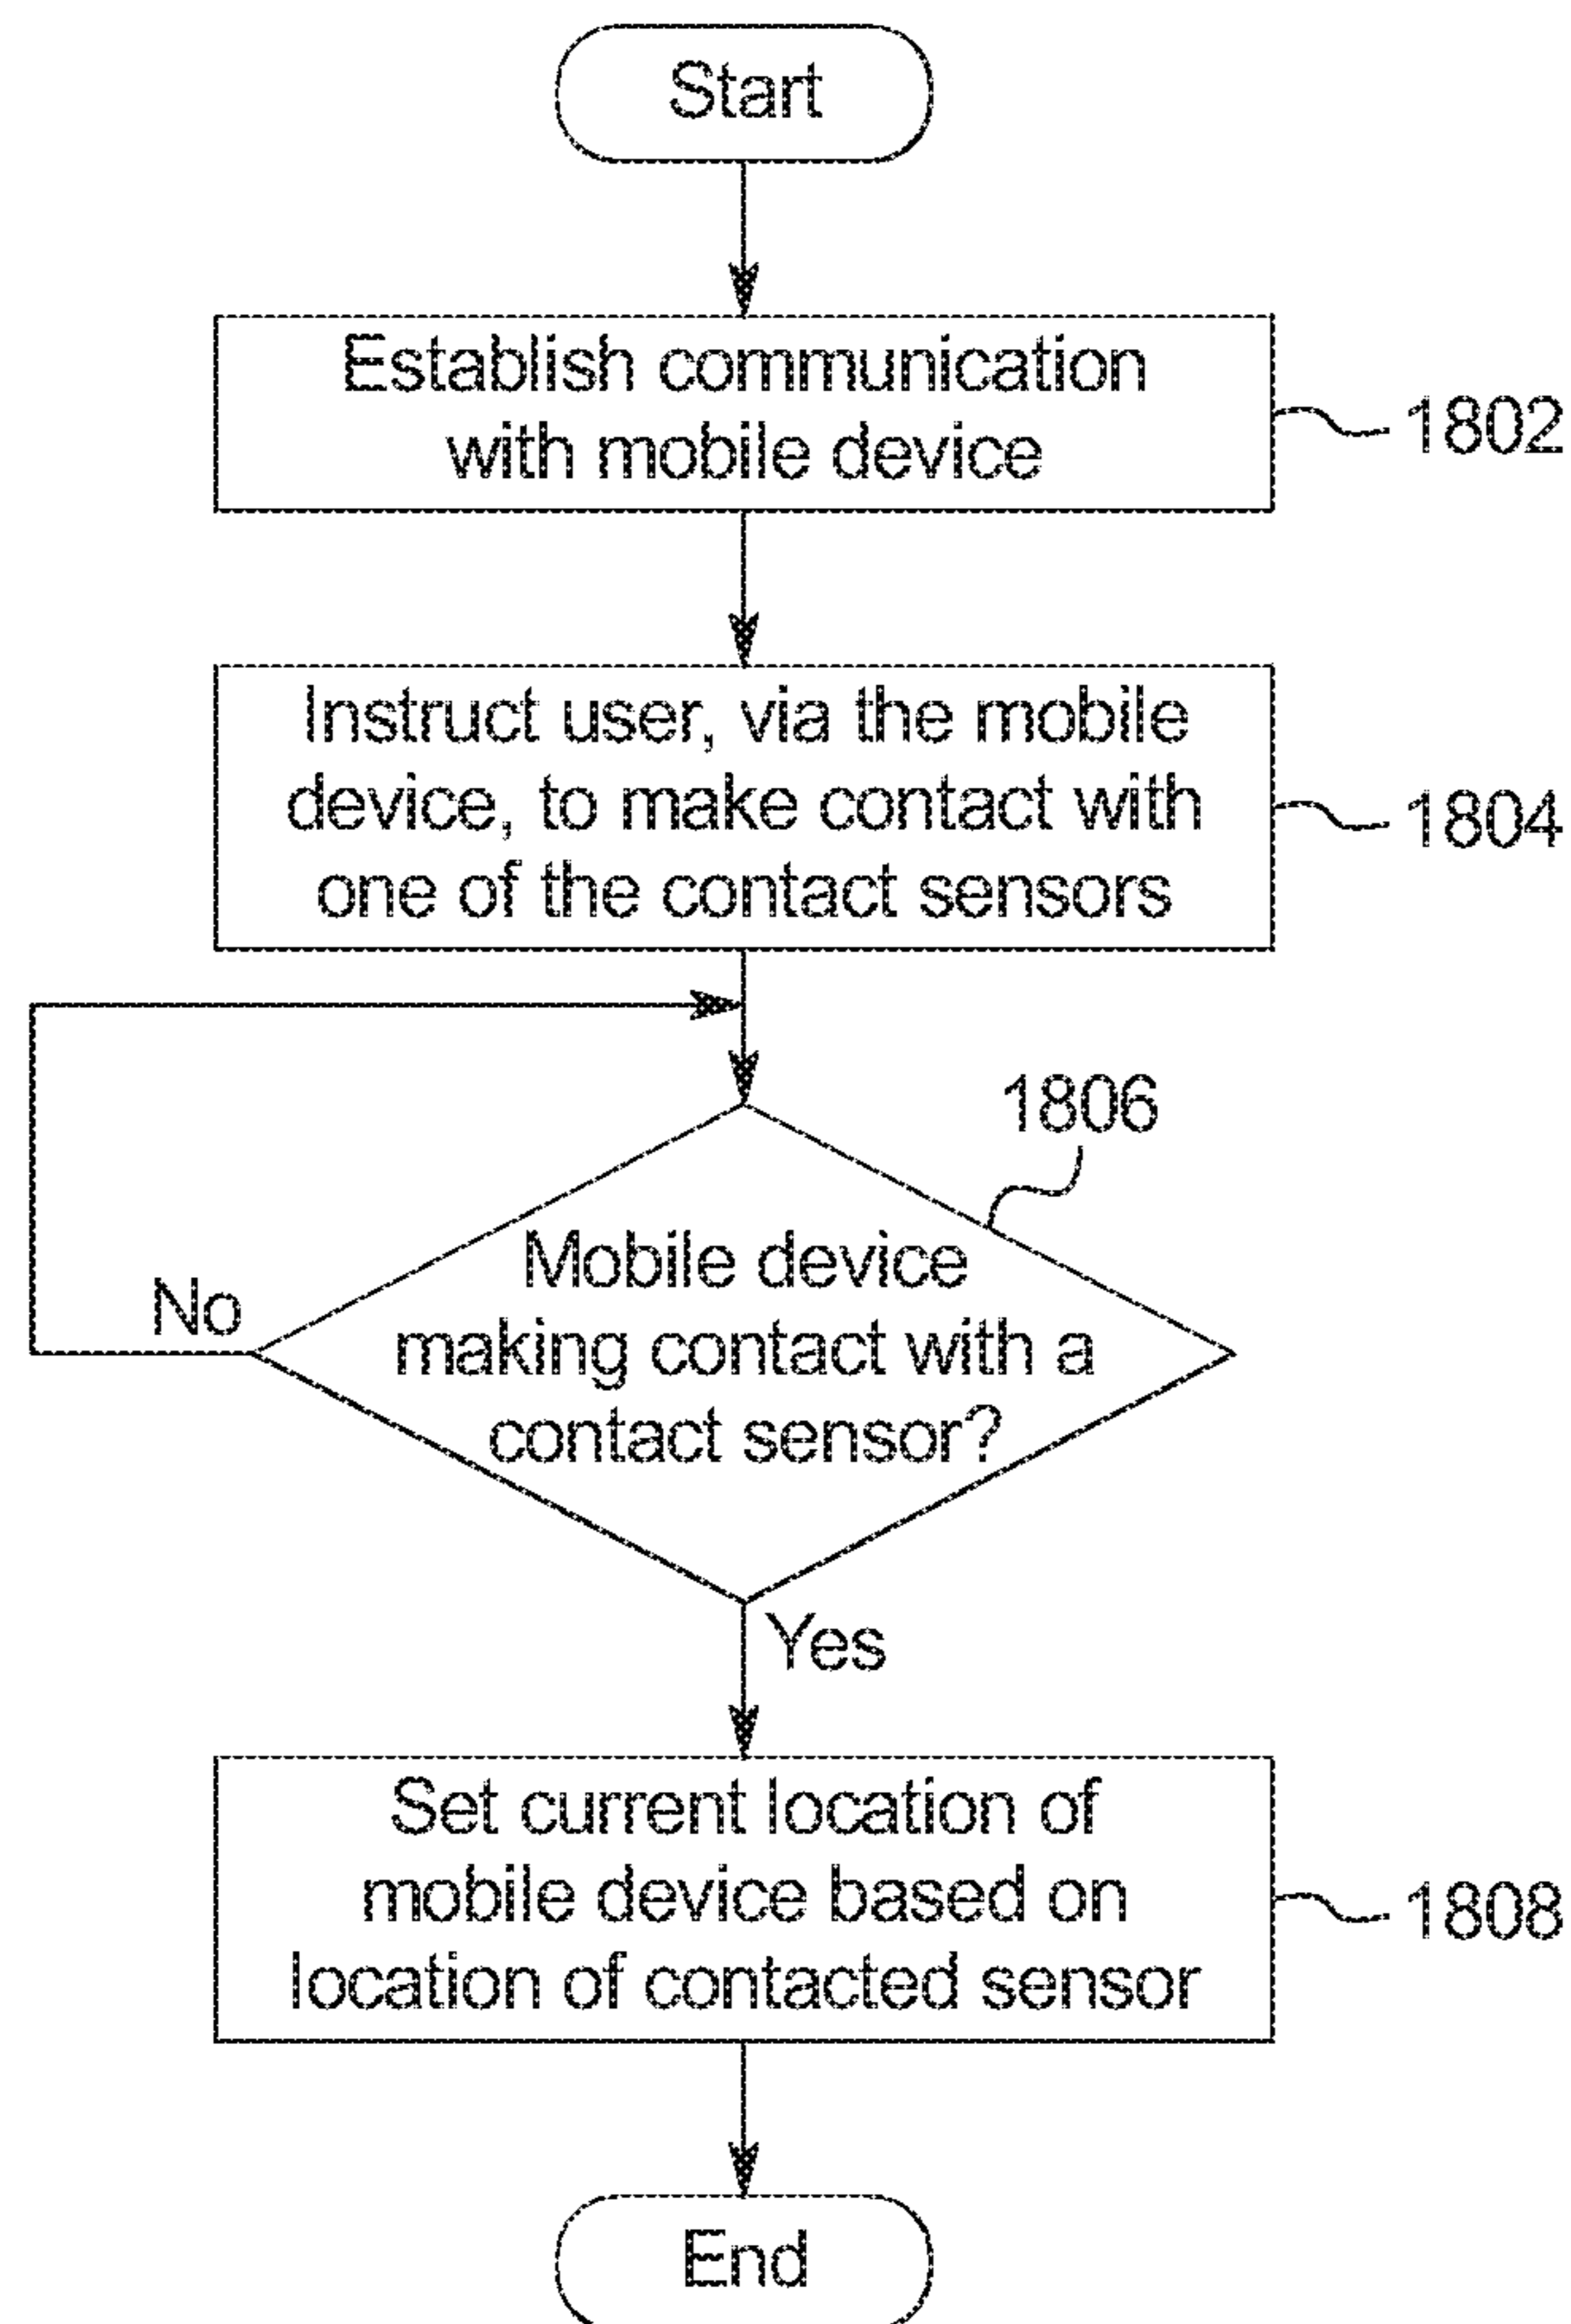 Start
Establish communication
with mobile device
1802
Instruct user, via the mobile
device, to make contact with
one of the contact sensors
1804
1806
Mobile device
making contact with a
contact sensor?
No
Yes
Set current location of
mobile device based on
location of contacted sensor
1808
End